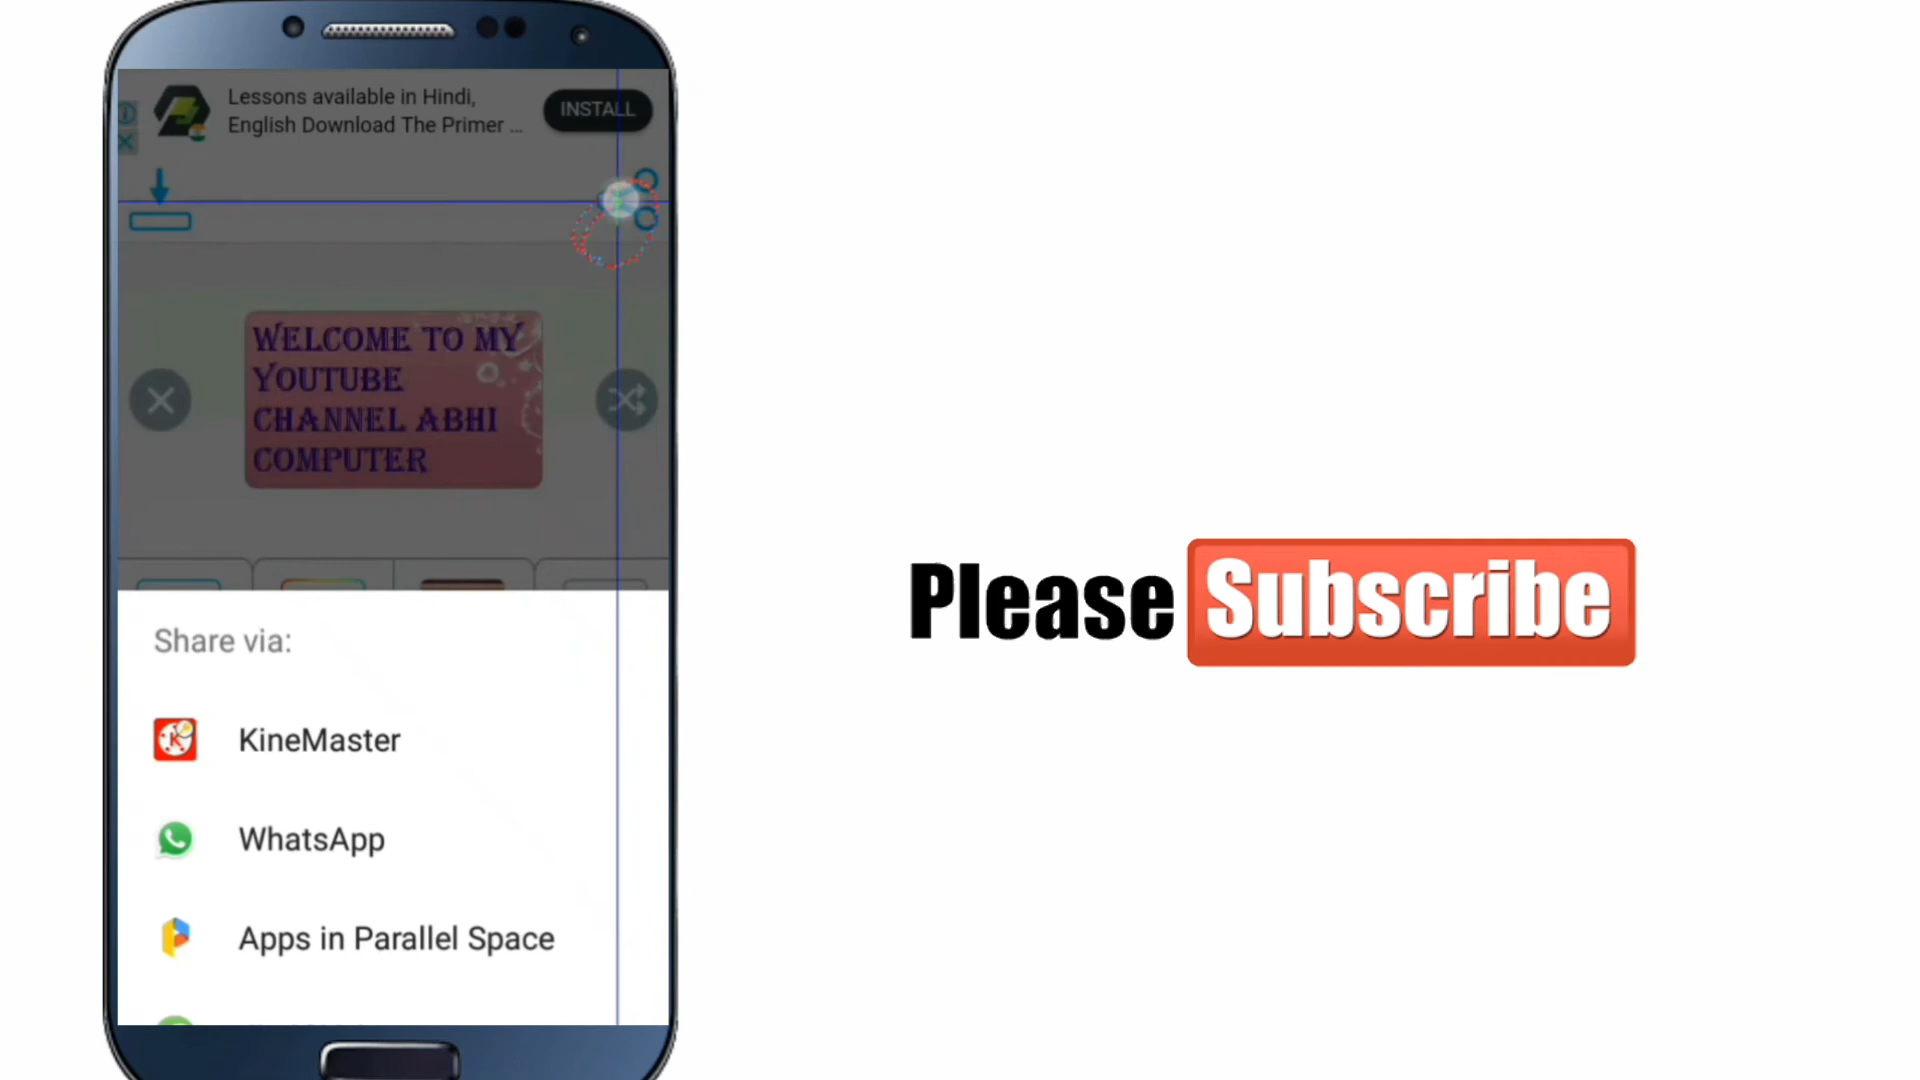 Lessons available in Hindi,
English Download The Primer ...
INSTALL
WELCOME TO MY
YOUTUBE
CHANNEL ABHI
COMPUTER
Share via:
KineMaster
WhatsApp
Apps in Parallel Space
Please Subscribe